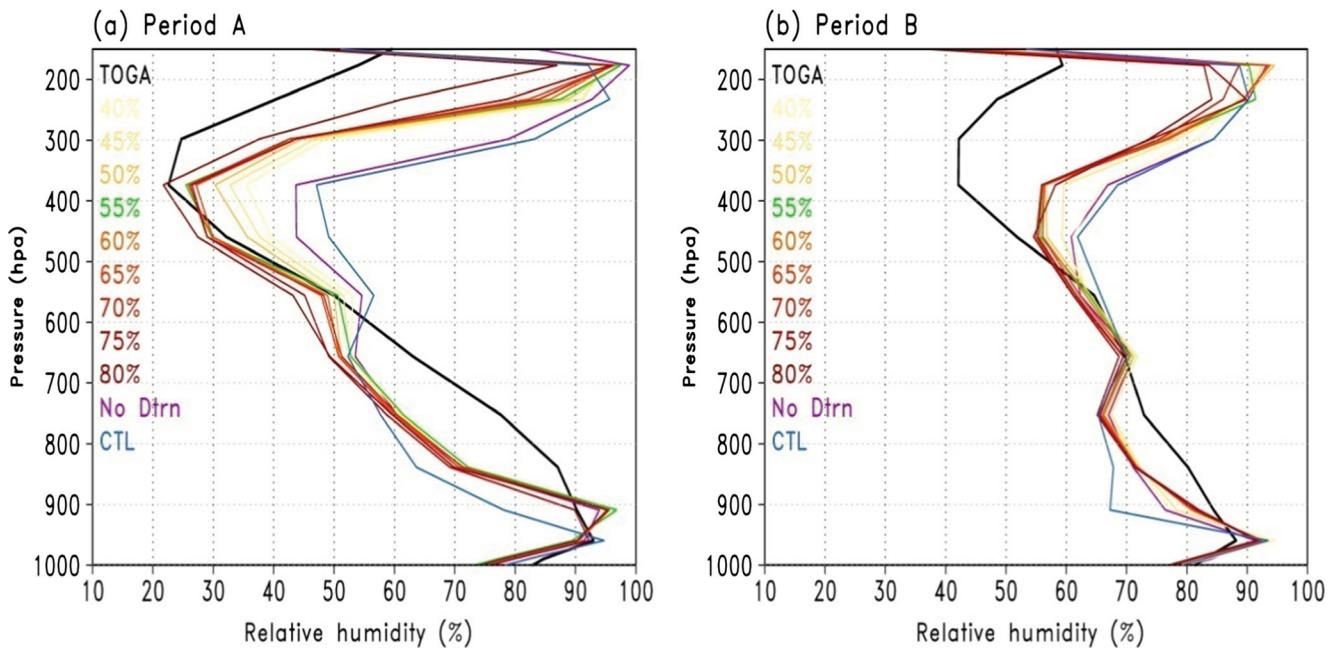 (a) Period A
200
300
400
500
600
700
800
900
1000
Pressure (hpa)
TOGA
40%
45%
50%
55%
60%
65%
70%
75%
80%
No Dtrn
CTL
10 20 30 40 50 60 70 80 90 100
Relative humidity (%)
(b) Period B
200
300
400
500
600
700
800
900
1000
Pressure (hpa)
TOGA
40%
45%
50%
55%
60%
65%
70%
75%
80%
No Dtrn
CTL
10 20 30 40 50 60 70 80 90 100
Relative humidity (%)